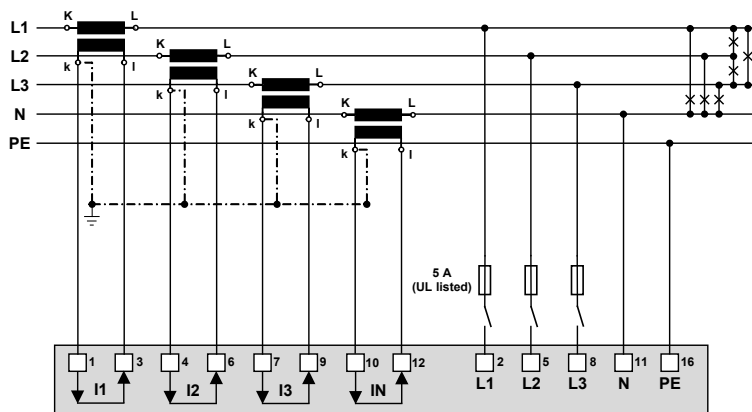 L1 K L
L2 k l K L
L3 k l K L
N k l K L
PE k l
5 A
(UL listed)
1 3 4 6 7 9 10 12 2 5 8 11 16
I1 I2 I3 IN L1 L2 L3 N PE